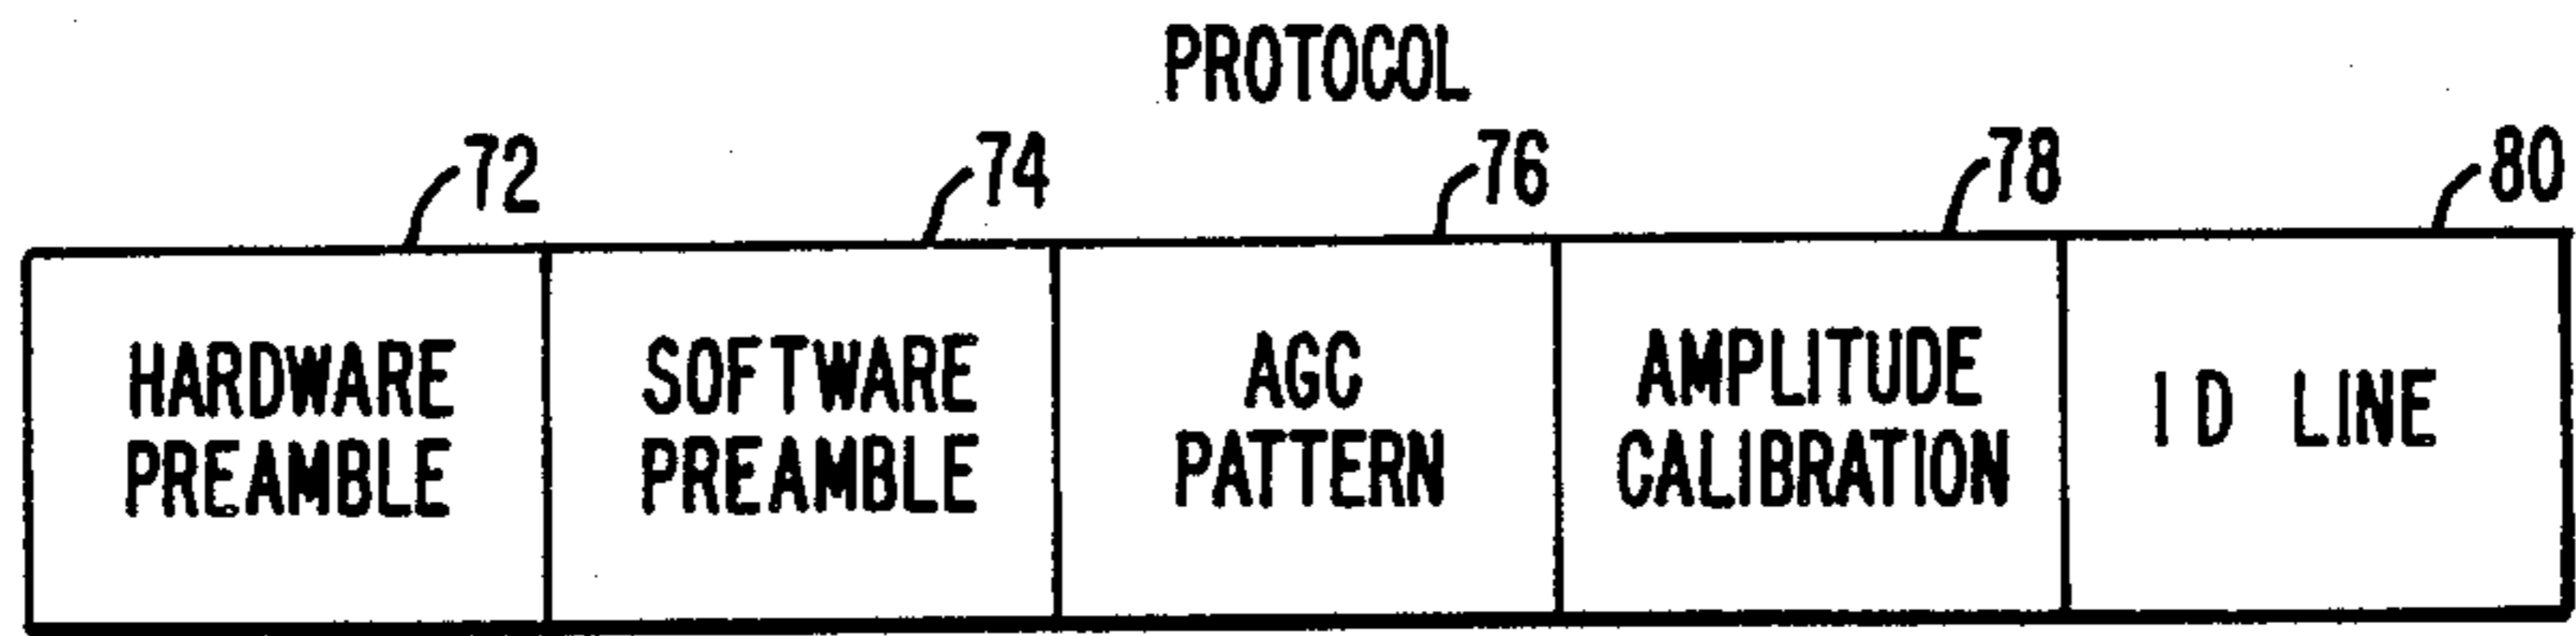 PROTOCOL
72 74 76 78 80
HARDWARE PREAMBLE
SOFTWARE PREAMBLE
AGC PATTERN
AMPLITUDE CALIBRATION
ID LINE